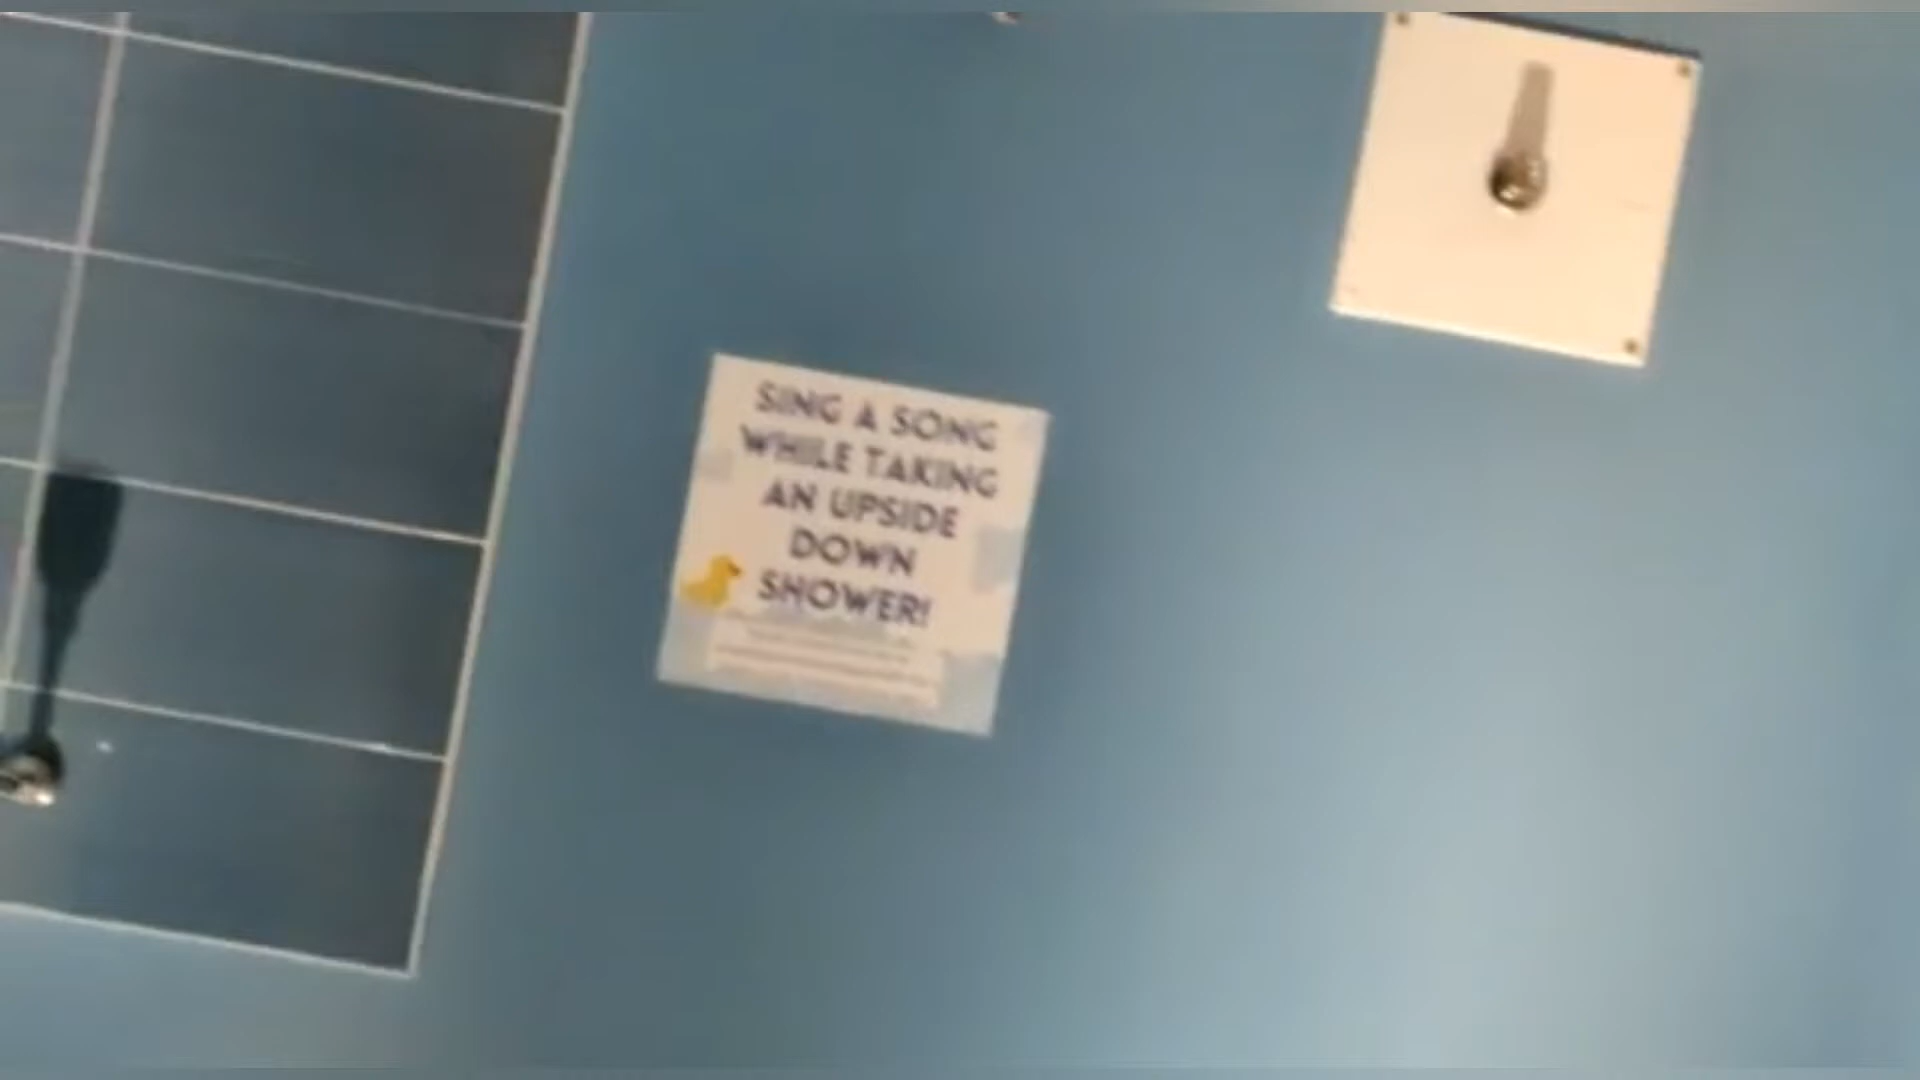 SING A SONG
WHILE TAKING
AN UPSIDE
DOWN
SHOWER!